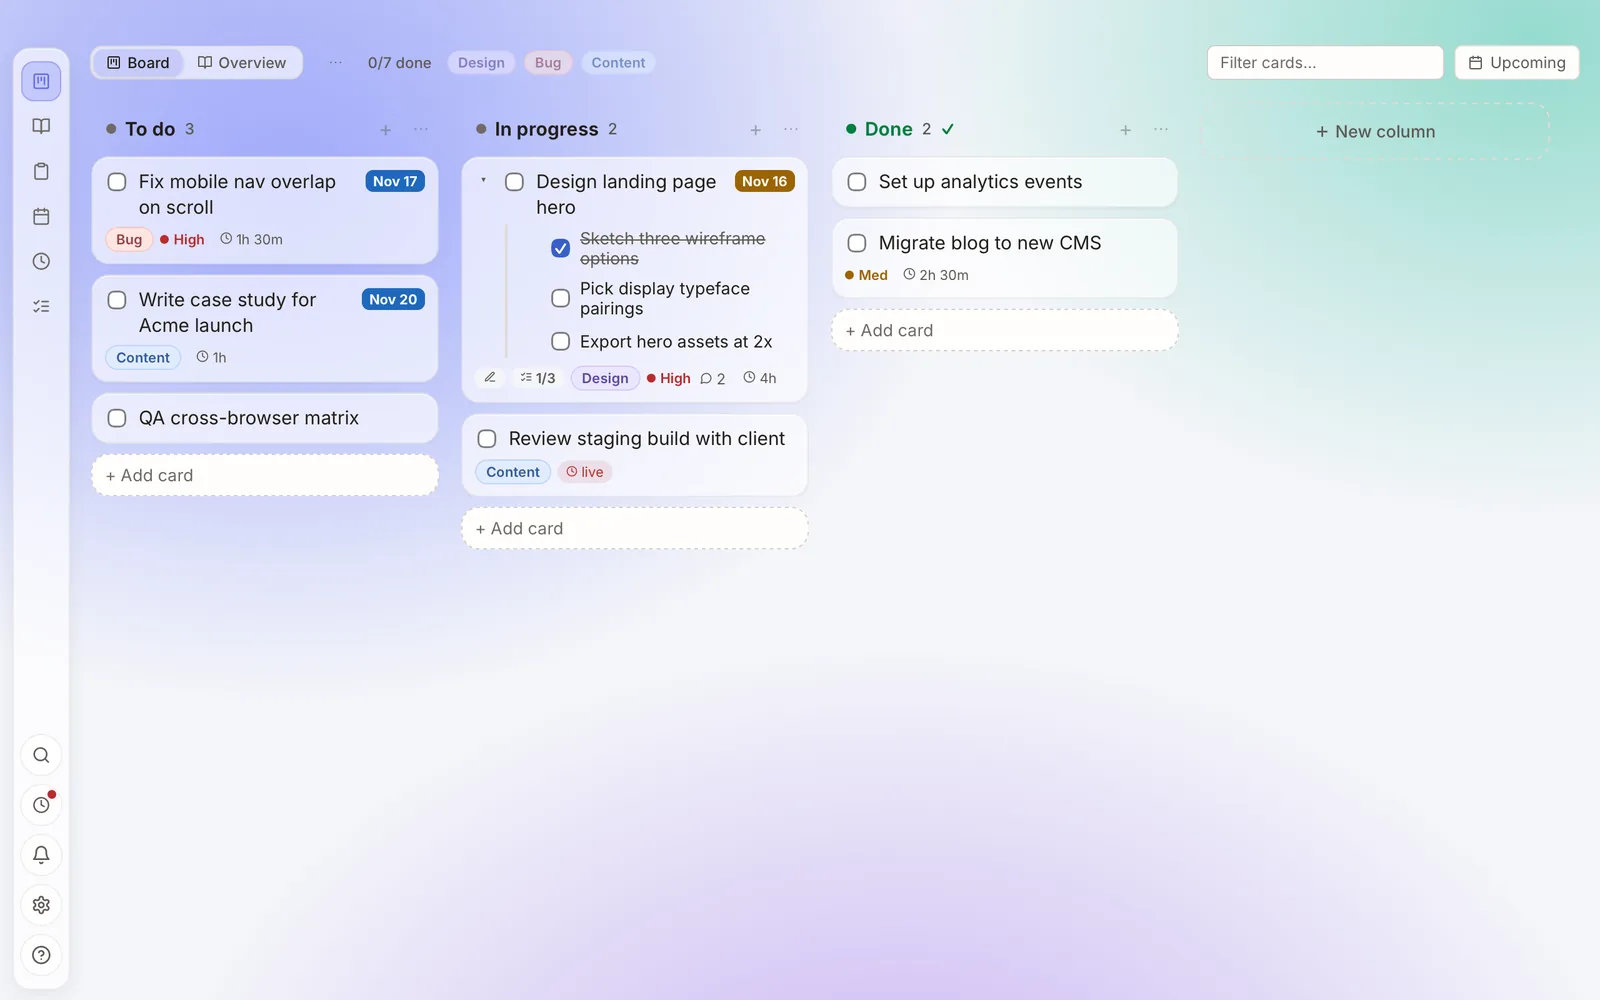 Board
Overview
...
0/7 done
Design
Bug
Content
Filter cards...
Upcoming
To do 3
+ ...
Fix mobile nav overlap
on scroll
Nov 17
Bug
High
1h 30m
Write case study for
Acme launch
Nov 20
Content
1h
QA cross-browser matrix
+ Add card
In progress 2
+ ...
Design landing page
hero
Nov 16
Sketch three wireframe
options
Pick display typeface
pairings
Export hero assets at 2x
1/3
Design
High
2
4h
Review staging build with client
Content
live
+ Add card
Done 2
+ ...
Set up analytics events
Migrate blog to new CMS
Med
2h 30m
+ Add card
+ New column